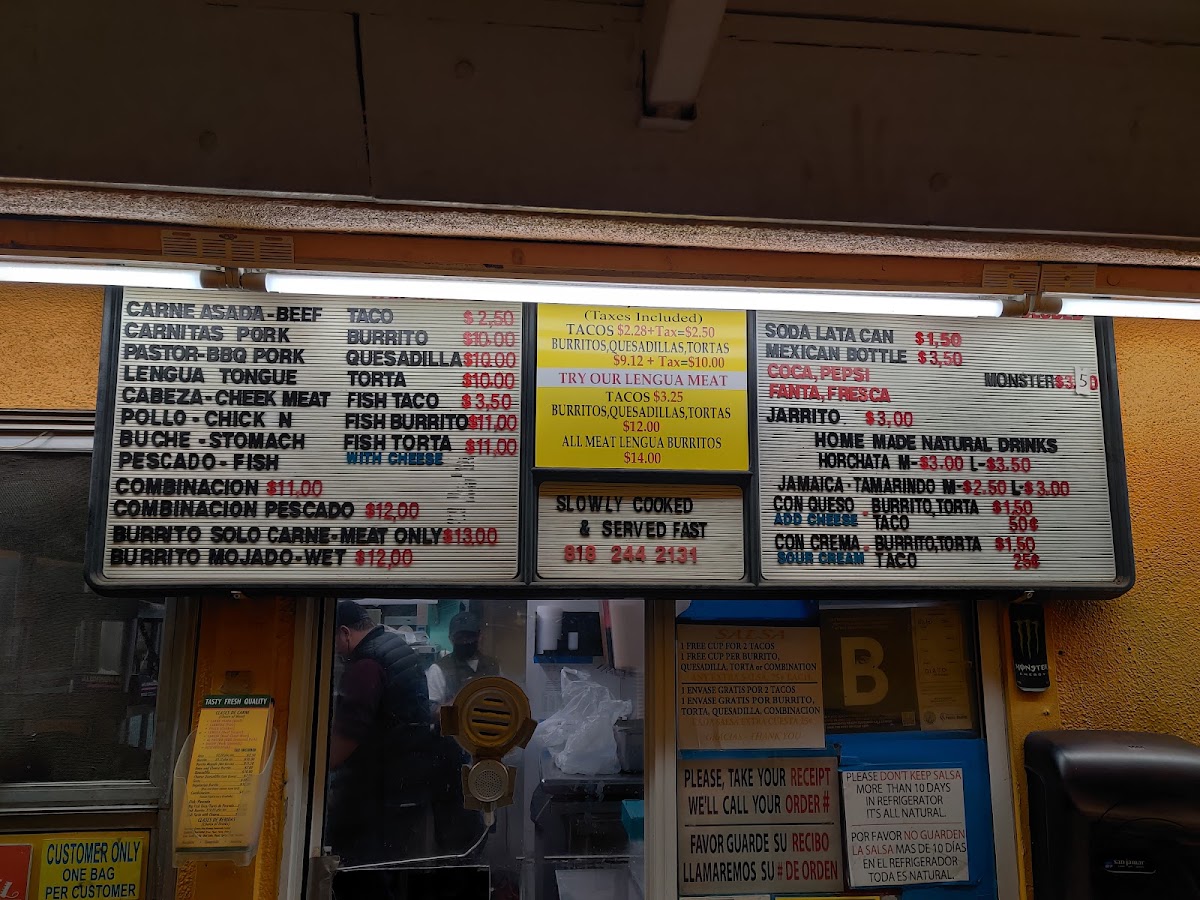 CARNE ASADA - BEEF TACO $2,50
CARNITAS PORK BURRITO $10.00
PASTOR-BBQ PORK QUESADILLA $10.00
LENGUA TONGUE TORTA $10.00
CABEZA - CHEEK MEAT FISH TACO $3,50
POLLO - CHICK N FISH BURRITO $11,00
BUCHE - STOMACH FISH TORTA $11,00
PESCADO - FISH WITH CHEESE
COMBINACION $11,00
COMBINACION PESCADO $12,00
BURRITO SOLO CARNE-MEAT ONLY $13.00
BURRITO MOJADO-WET $12,00
(Taxes Included)
TACOS $2.28+Tax=$2.50
BURRITOS,QUESADILLAS,TORTAS
$9.12 + Tax=$10.00
TRY OUR LENGUA MEAT
TACOS $3.25
BURRITOS,QUESADILLAS,TORTAS
$12.00
ALL MEAT LENGUA BURRITOS
$14.00
SLOWLY COOKED
& SERVED FAST
818 244 2131
SODA LATA CAN $1,50
MEXICAN BOTTLE $3,50
COCA, PEPSI
MONSTER $3.50
FANTA, FRESCA
JARRITO $3,00
HOME MADE NATURAL DRINKS
HORCHATA M-$3.00 L-$3.50
JAMAICA - TAMARINDO M-$2.50 L-$3.00
CON QUESO - BURRITO, TORTA $1,50
ADD CHEESE - TACO 50¢
CON CREMA - BURRITO, TORTA $1,50
SOUR CREAM - TACO 25¢
SALSA
1 FREE CUP FOR 2 TACOS
1 FREE CUP PER BURRITO,
QUESADILLA, TORTA or COMBINATION
1 ENVASE GRATIS POR 2 TACOS
1 ENVASE GRATIS POR BURRITO,
TORTA, QUESADILLA, COMBINACION
B
MONSTER
ENERGY
PLEASE, TAKE YOUR RECEIPT
WE'LL CALL YOUR ORDER#
FAVOR GUARDE SU RECIBO
LLAMAREMOS SU # DE ORDEN
PLEASE DON'T KEEP SALSA
MORE THAN 10 DAYS
IN REFRIGERATOR
IT'S ALL NATURAL.
POR FAVOR NO GUARDEN
LA SALSA MAS DE 10 DÍAS
EN EL REFRIGERADOR
TODA ES NATURAL.
TASTY FRESH QUALITY
CUSTOMER ONLY
ONE BAG
PER CUSTOMER